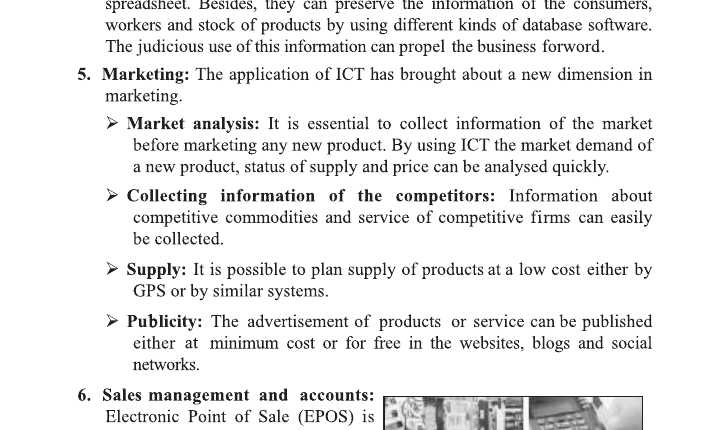 spreadsheet. Besides, they can preserve the information of the consumers,
workers and stock of products by using different kinds of database software.
The judicious use of this information can propel the business forword.
5. Marketing: The application of ICT has brought about a new dimension in
marketing.
➢ Market analysis: It is essential to collect information of the market
before marketing any new product. By using ICT the market demand of
a new product, status of supply and price can be analysed quickly.
➢ Collecting information of the competitors: Information about
competitive commodities and service of competitive firms can easily
be collected.
➢ Supply: It is possible to plan supply of products at a low cost either by
GPS or by similar systems.
➢ Publicity: The advertisement of products or service can be published
either at minimum cost or for free in the websites, blogs and social
networks.
6. Sales management and accounts:
Electronic Point of Sale (EPOS) is